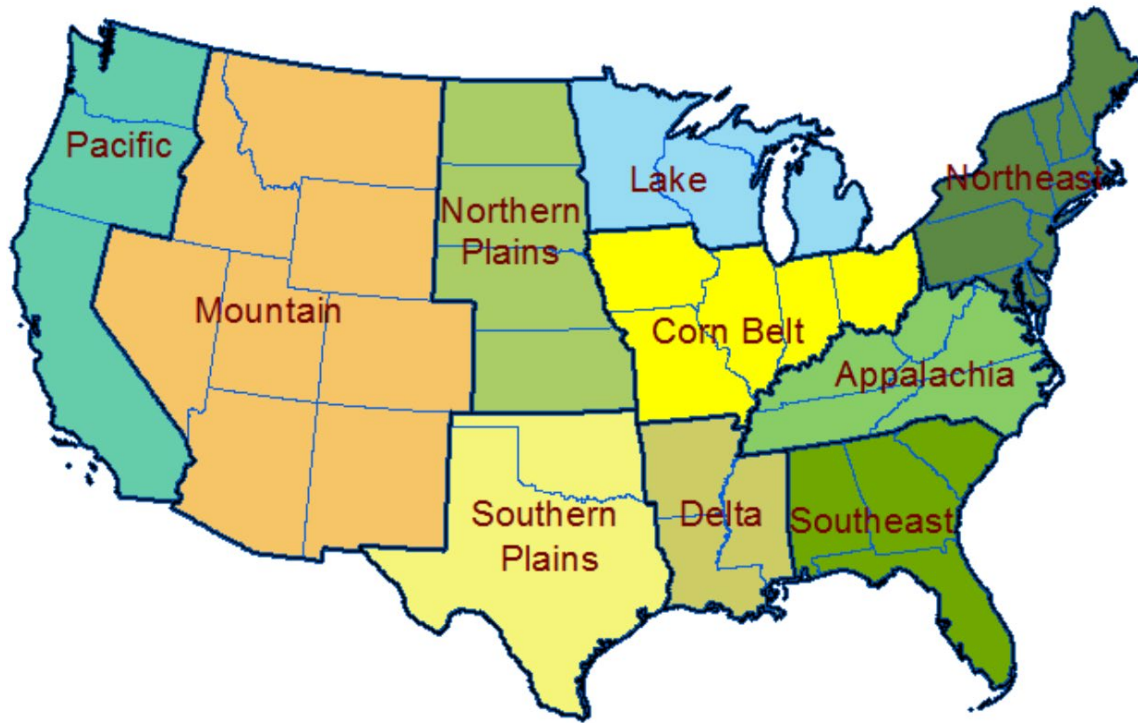 Pacific
Lake
Northeast
Northern
Plains
Mountain
Corn Belt
Appalachia
Southern
Plains
Delta
Southeast